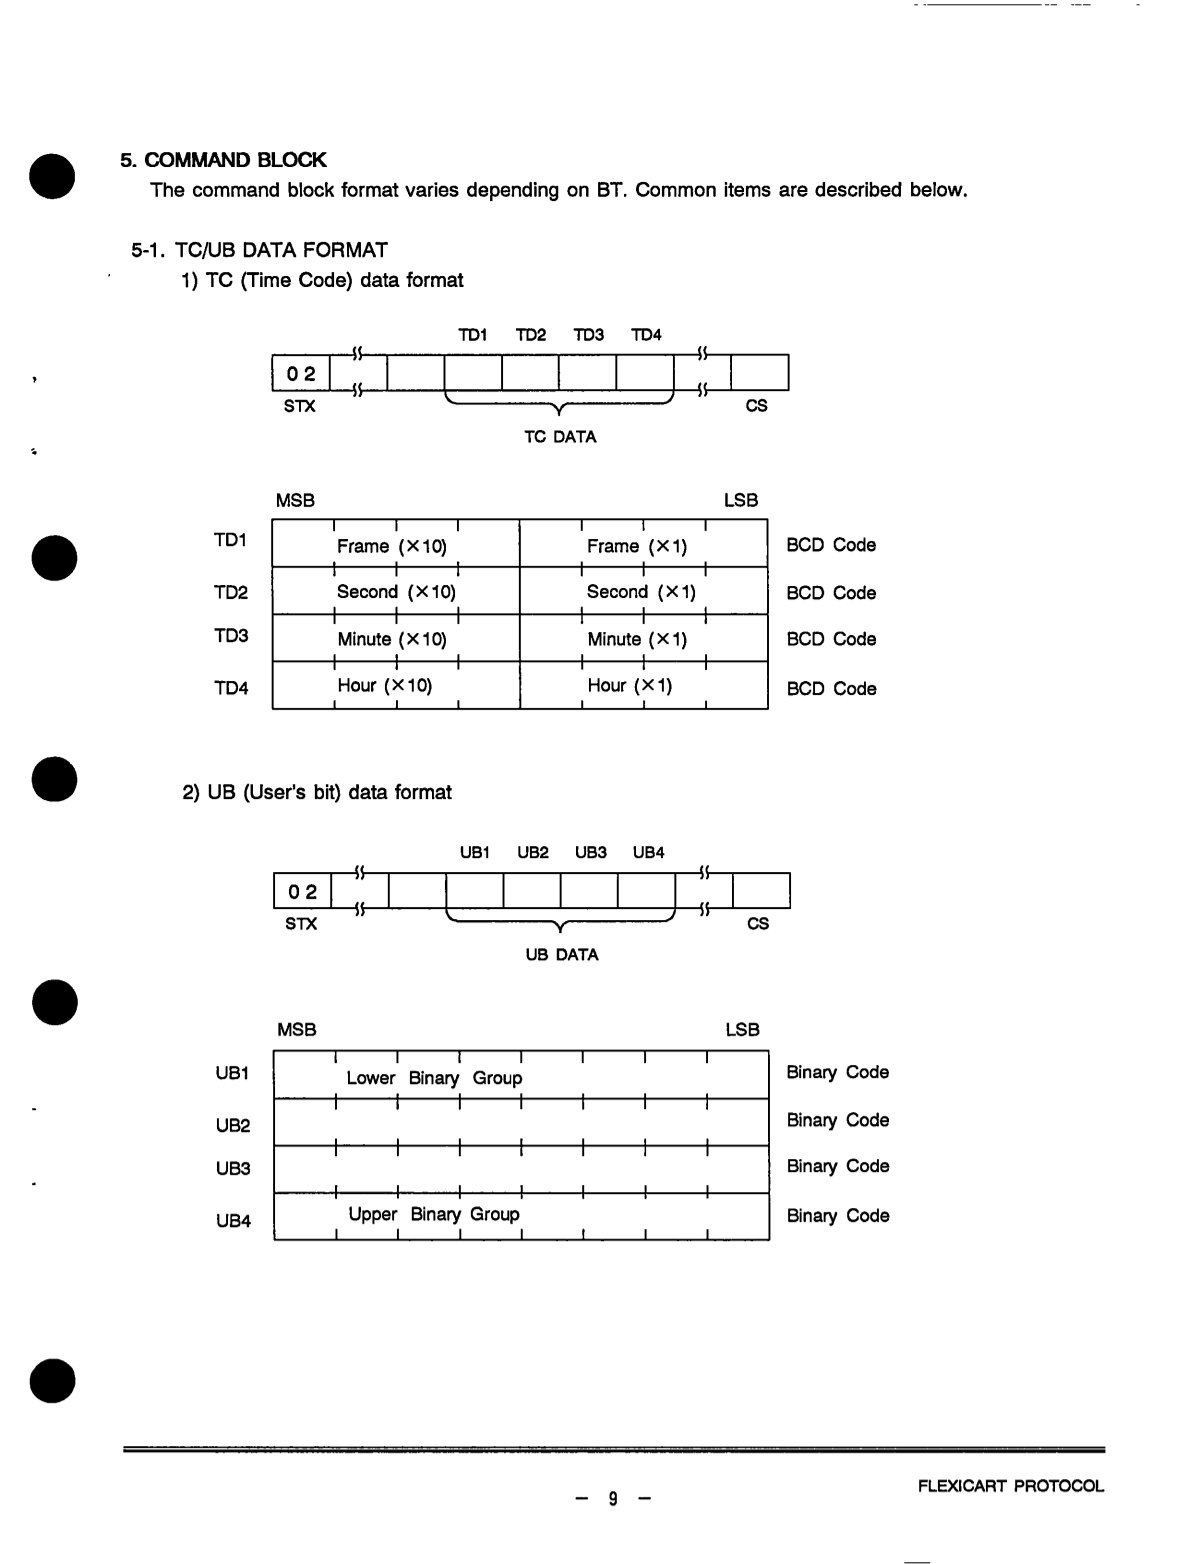 5. COMMAND BLOCK
The command block format varies depending on BT. Common items are described below.
5-1. TC/UB DATA FORMAT
1) TC (Time Code) data format
TD1 TD2 TD3 TD4
0 2
STX CS
TC DATA
MSB LSB
TD1 Frame (×10) Frame (×1) BCD Code
TD2 Second (×10) Second (×1) BCD Code
TD3 Minute (×10) Minute (×1) BCD Code
TD4 Hour (×10) Hour (×1) BCD Code
2) UB (User's bit) data format
UB1 UB2 UB3 UB4
0 2
STX CS
UB DATA
MSB LSB
UB1 Lower Binary Group Binary Code
UB2 Binary Code
UB3 Binary Code
UB4 Upper Binary Group Binary Code
FLEXICART PROTOCOL
— 9 —